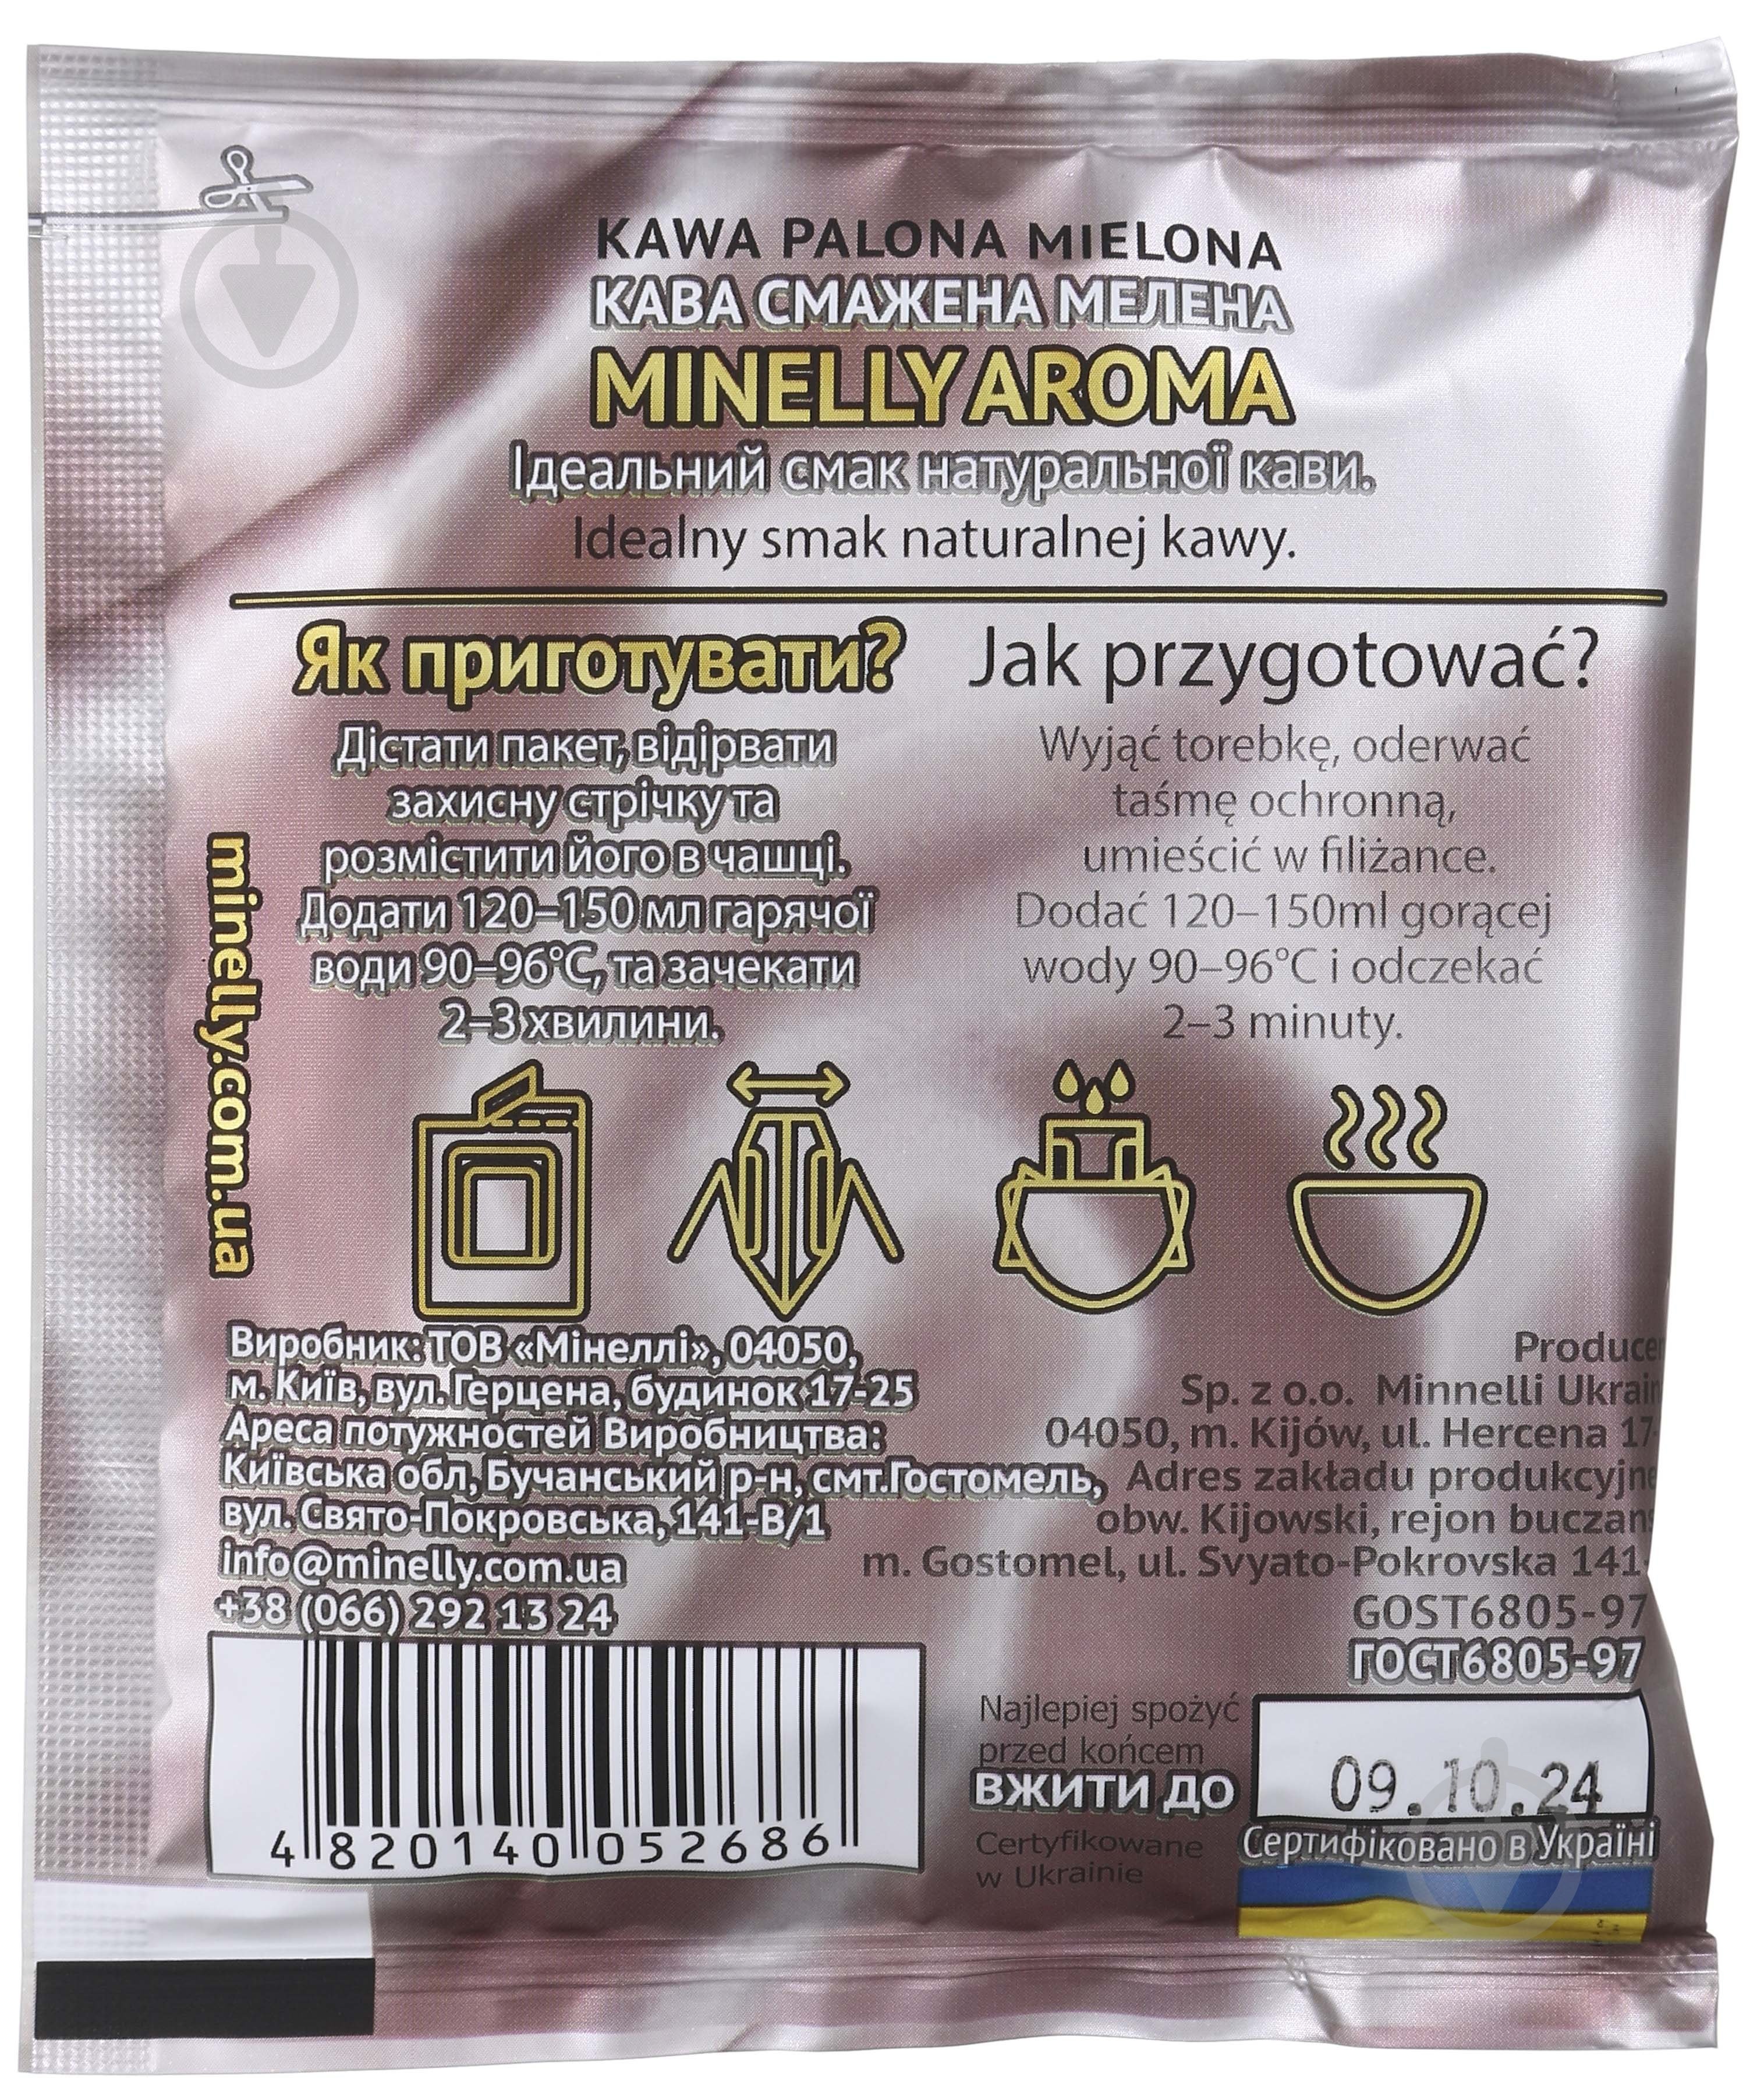 KAWA PALONA MIELONA
КАВА СМАЖЕНА МЕЛЕНА
MINELLY AROMA
Ідеальний смак натуральної кави.
Idealny smak naturalnej kawy.
Як приготувати?
Дістати пакет, відірвати
захисну стрічку та
розмістити його в чашці.
Додати 120–150 мл гарячої
води 90–96°C, та зачекати
2–3 хвилини.
Jak przygotować?
Wyjąć torebkę, oderwać
taśmę ochronną,
umieścić w filiżance.
Dodać 120–150ml gorącej
wody 90–96°C i odczekać
2–3 minuty.
minelly.com.ua
Виробник: ТОВ «Мінеллі», 04050,
м. Київ, вул. Герцена, будинок 17-25
Ареса потужностей Виробництва:
Київська обл, Бучанський р-н, смт.Гостомель,
вул. Свято-Покровська, 141-В/1
info@minelly.com.ua
+38 (066) 292 13 24
Sp. z o.o. Minnelli
04050, m. Kijów, ul. Hercena 17
Adres zakładu
obw. Kijowski, rejon
m. Gostomel, ul. Svyato-Pokrovska 141-
GOST6805-97
ГОСТ6805-97
4 820140 052686
Najlepiej spożyć
przed końcem
ВЖИТИ ДО
09.10.24
Certyfikowane
w Ukrainie
Сертифіковано в Україні